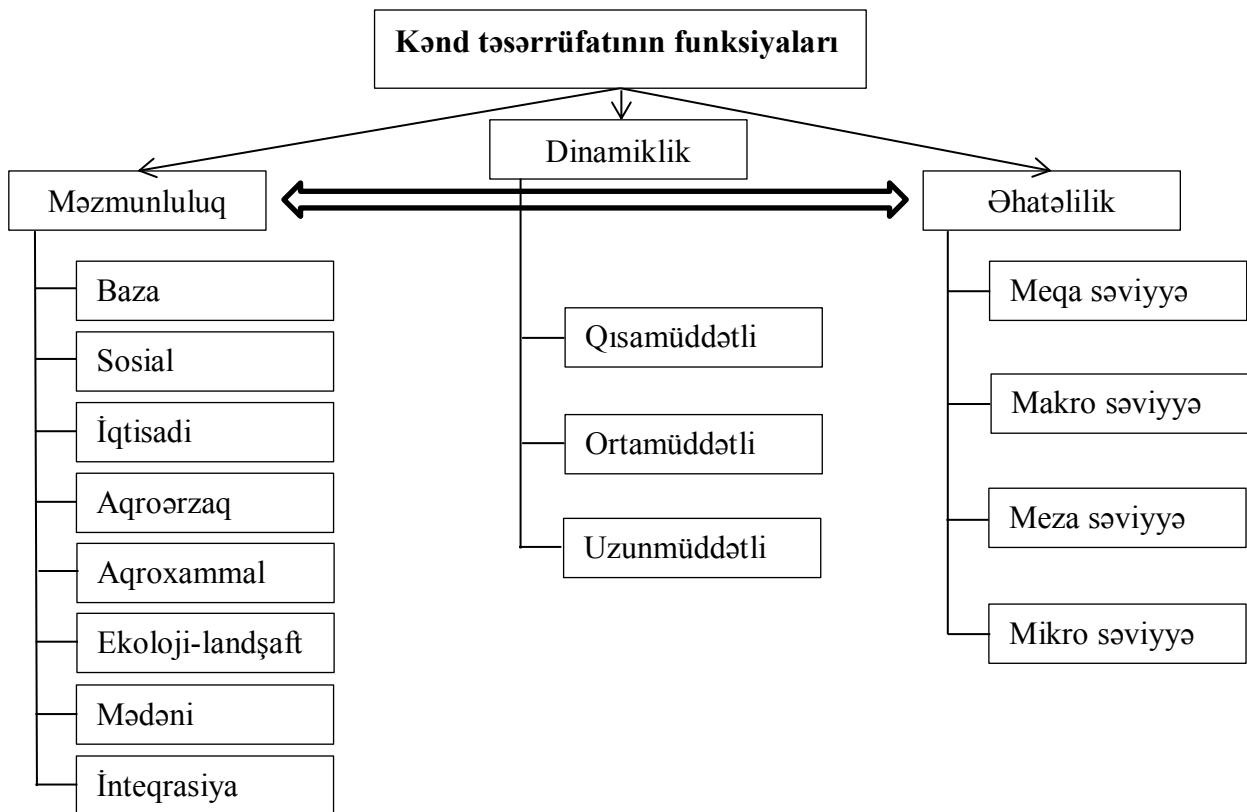 Kənd təsərrüfatının funksiyaları
Dinamiklik
Məzmunluluq
Əhatəlilik
Baza
Sosial
İqtisadi
Aqroərzaq
Aqroxammal
Ekoloji-landşaft
Mədəni
İnteqrasiya
Qısamüddətli
Ortamüddətli
Uzunmüddətli
Meqa səviyyə
Makro səviyyə
Meza səviyyə
Mikro səviyyə